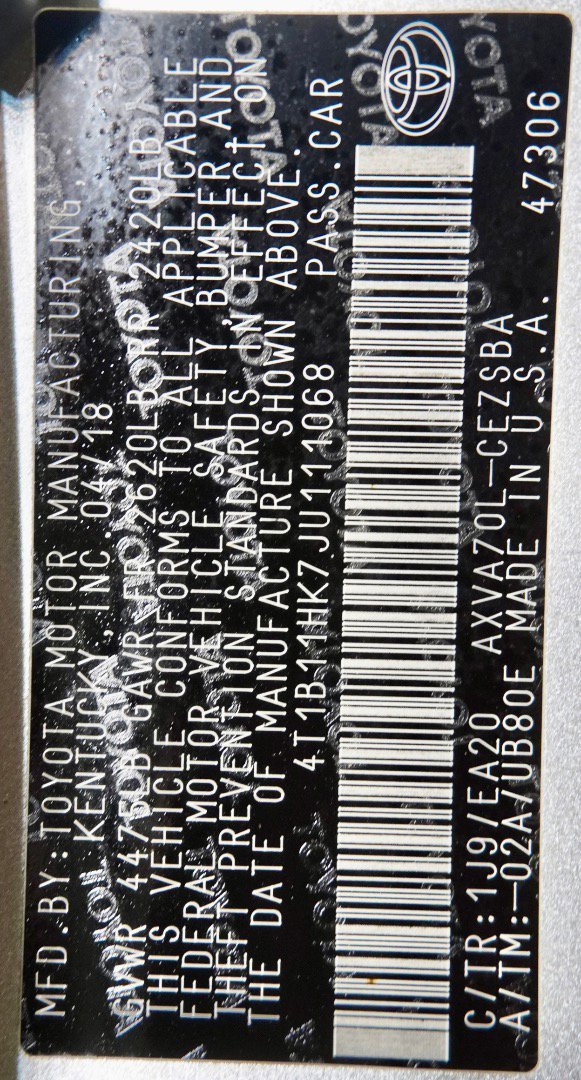 MFD.BY:TOYOTA MOTOR MANUFACTURING,
KENTUCKY,INC.04/18
GVWR 4475LB GAWR FR 2620LB RR 2420LB
THIS VEHICLE CONFORMS TO ALL APPLICABLE
FEDERAL MOTOR VEHICLE SAFETY,BUMPER,AND
THEFT PREVENTION STANDARDS IN EFFECT ON
THE DATE OF MANUFACTURE SHOWN ABOVE.
4T1B11HK7JU111068 PASS.CAR
C/TR:1J9/EA20 AXVA70L-CEZSBA
A/TM:-02A/UB80E MADE IN U.S.A. 47306